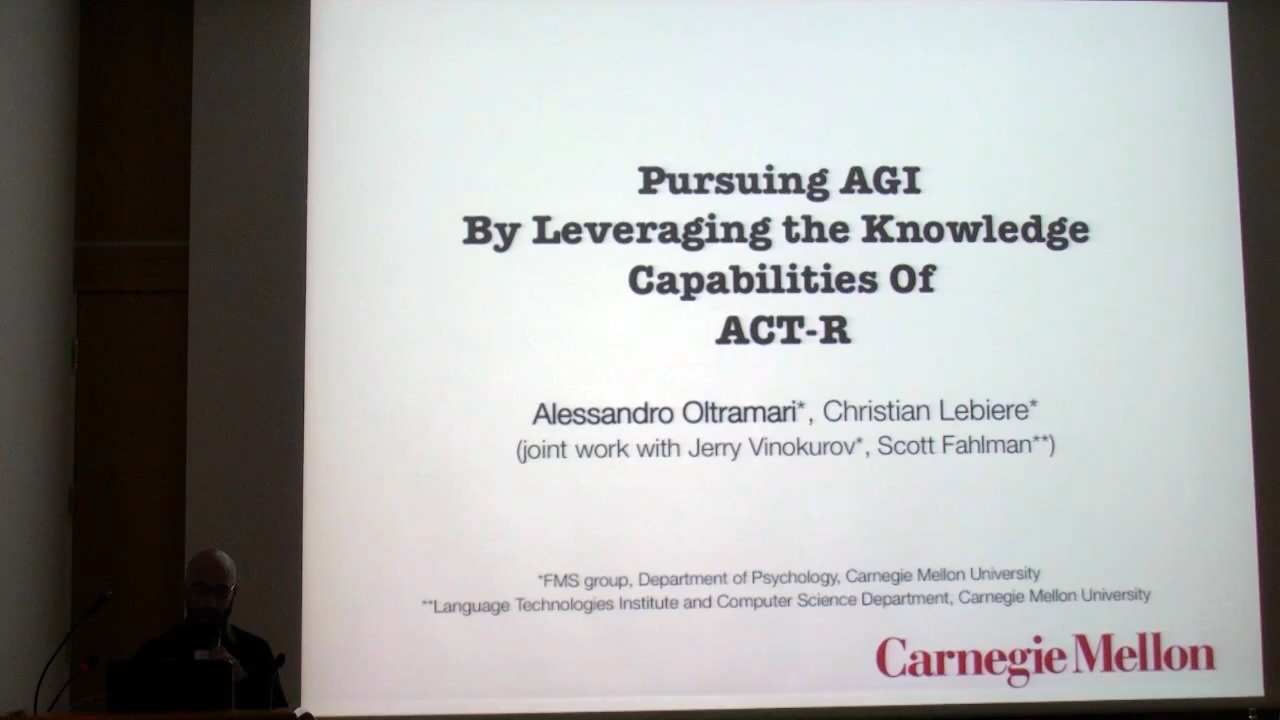 Pursuing AGI
By Leveraging the Knowledge
Capabilities Of
ACT-R
Alessandro Oltramari*, Christian Lebiere*
(joint work with Jerry Vinokurov*, Scott Fahlman**)
*FMS group, Department of Psychology, Carnegie Mellon University
**Language Technologies Institute and Computer Science Department, Carnegie Mellon University
Carnegie Mellon